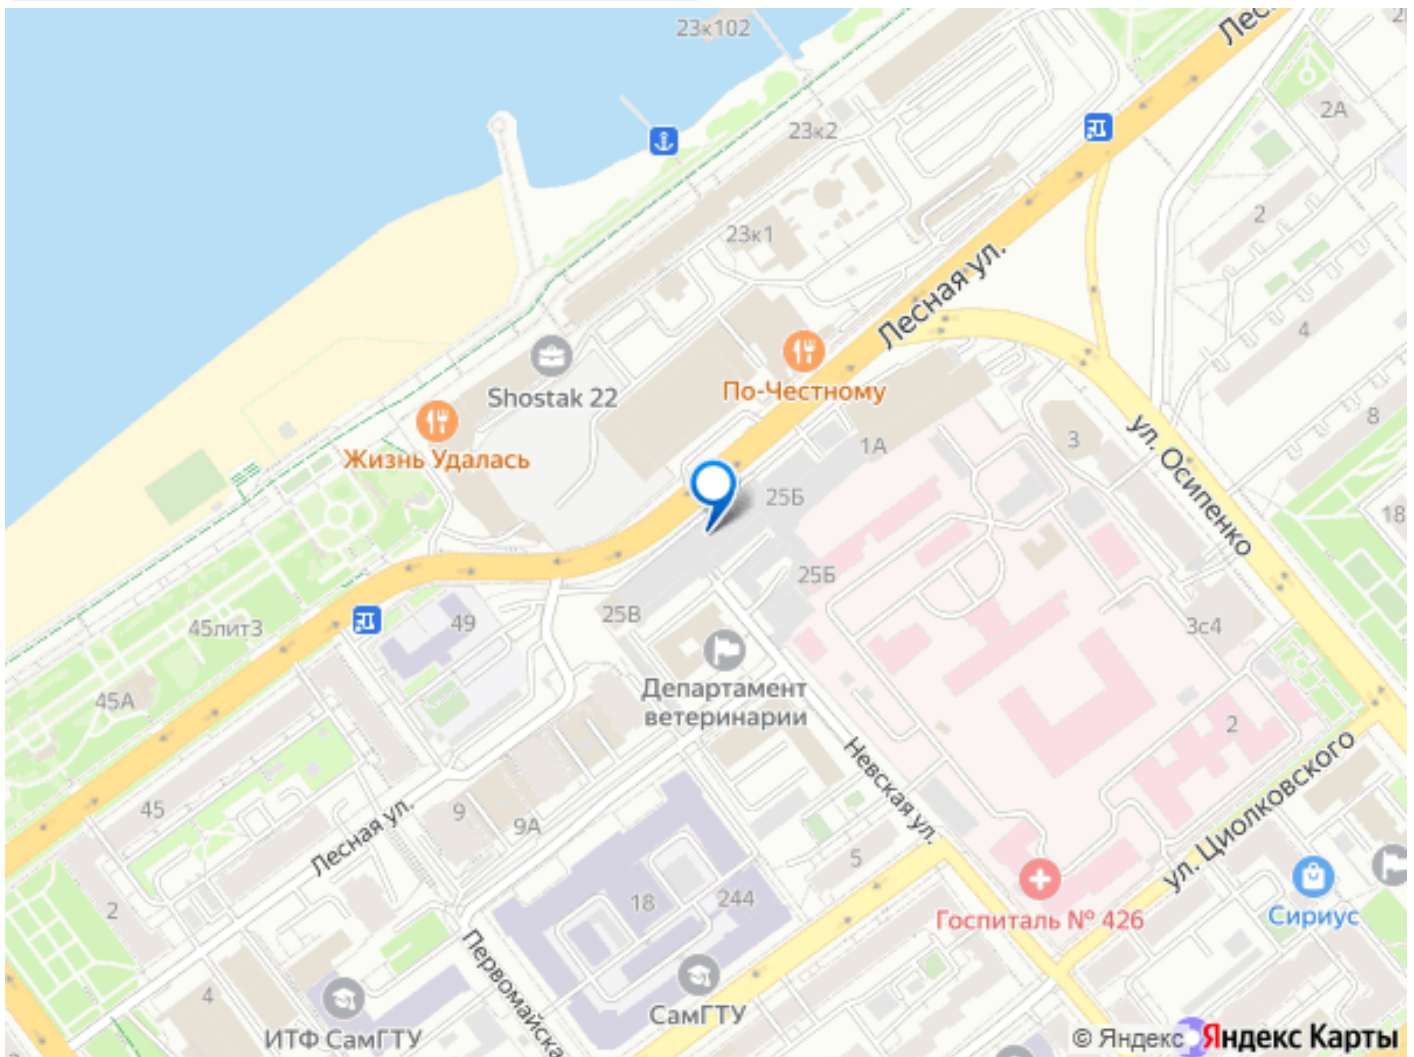 23к102
Лес
2А
23к2
2
23к1
Лесная ул.
4
По-Честному
Shostak 22
8
Жизнь Удалась
1А
3
ул. Осипенко
25Б
18
25Б
25В
49
45лит3
3с4
Департамент
ветеринарии
45А
2
Невская ул.
ул. Циолковского
45
9
9А
Лесная ул.
5
18
244
2
Госпиталь № 426
Сириус
Первомайска
4
СамГТУ
ИТФ СамГТУ
© Яндекс Яндекс Карты